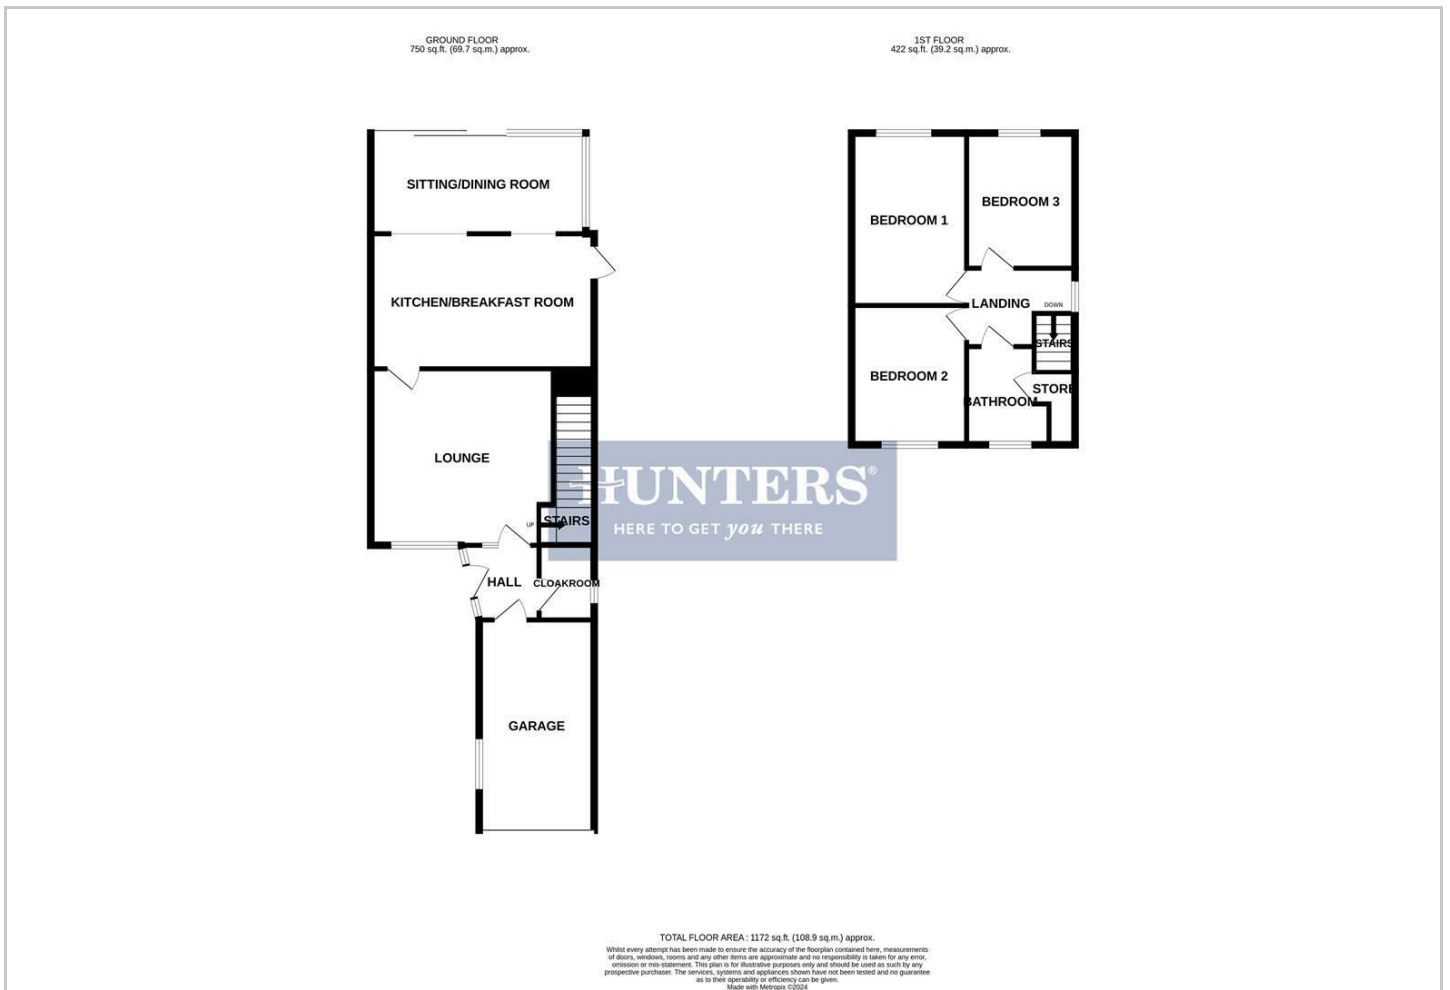 GROUND FLOOR
750 sq.ft. (69.7 sq.m.) approx.
1ST FLOOR
422 sq.ft. (39.2 sq.m.) approx.
SITTING/DINING ROOM
KITCHEN/BREAKFAST ROOM
LOUNGE
UP
STAIRS
HALL
CLOAKROOM
GARAGE
BEDROOM 1
BEDROOM 3
LANDING
DOWN
STAIRS
BEDROOM 2
STORE
BATHROOM
HUNTERS®
HERE TO GET you THERE
TOTAL FLOOR AREA : 1172 sq.ft. (108.9 sq.m.) approx.
Whilst every attempt has been made to ensure the accuracy of the floorplan contained here, measurements
of doors, windows, rooms and any other items are approximate and no responsibility is taken for any error,
omission or mis-statement. This plan is for illustrative purposes only and should be used as such by any
prospective purchaser. The services, systems and appliances shown have not been tested and no guarantee
as to their operability or efficiency can be given.
Made with Metropix ©2024